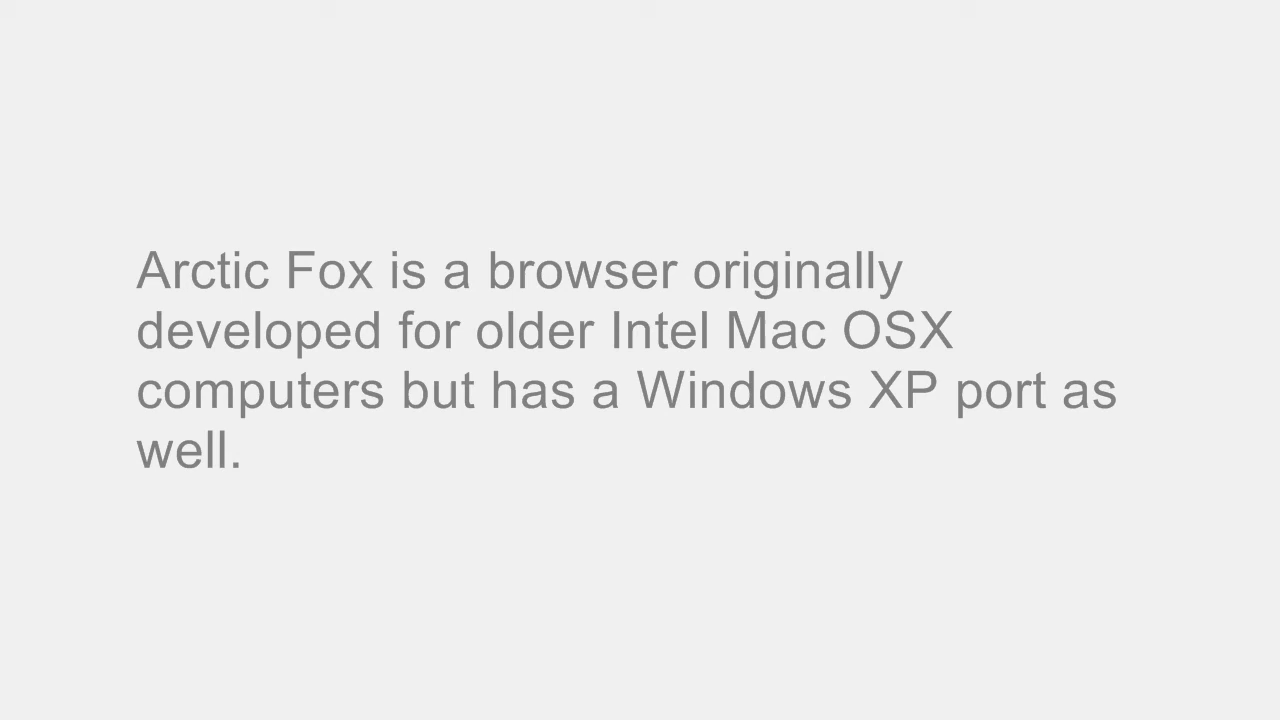 Arctic Fox is a browser originally
developed for older Intel Mac OSX
computers but has a Windows XP port as
well.